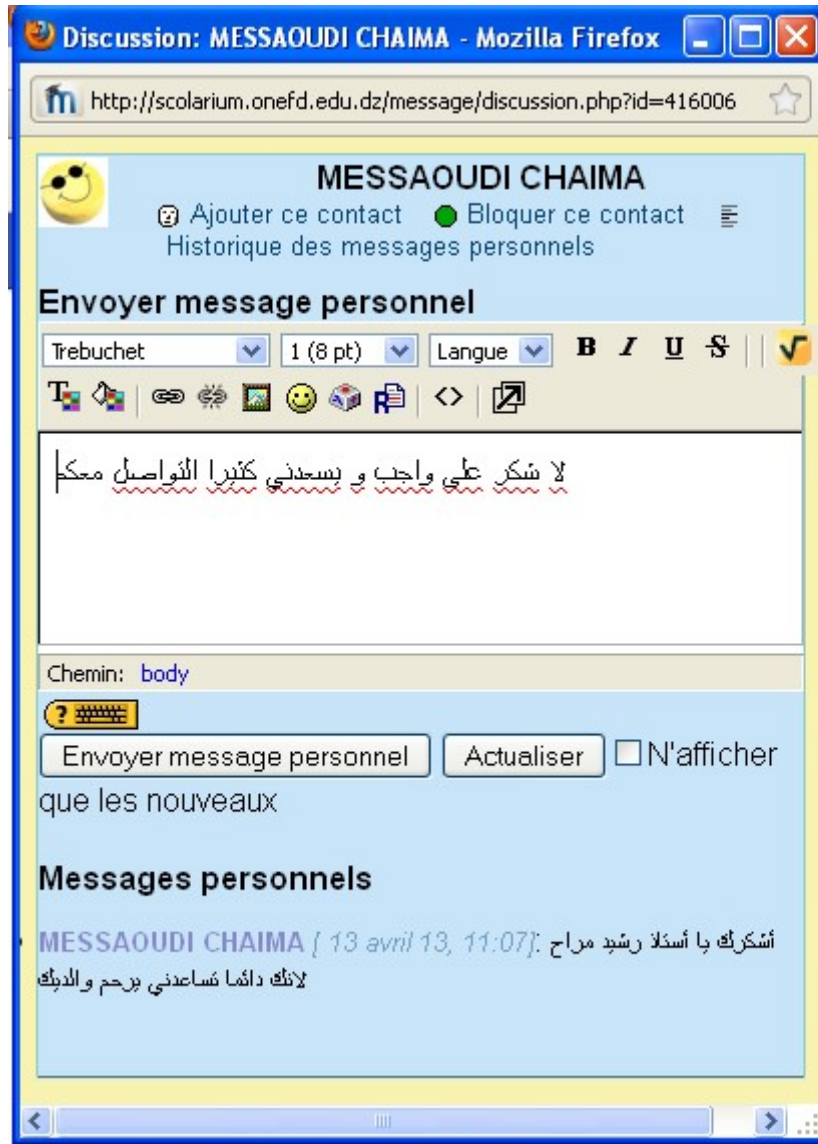 Discussion: MESSAOUDI CHAIMA - Mozilla Firefox
http://scolarium.onefd.edu.dz/message/discussion.php?id=416006
MESSAOUDI CHAIMA
Ajouter ce contact Bloquer ce contact
Historique des messages personnels
Envoyer message personnel
Trebuchet 1 (8 pt) Langue B I U S
لا شكر على واجب و يسعدني كثيرا التواصل معكم
Chemin: body
Envoyer message personnel Actualiser N'afficher
que les nouveaux
Messages personnels
MESSAOUDI CHAIMA [ 13 avril 13, 11:07]: أشكرك يا أستاذ رشيد مراح
لانك دائما تساعدني يرحم والديك